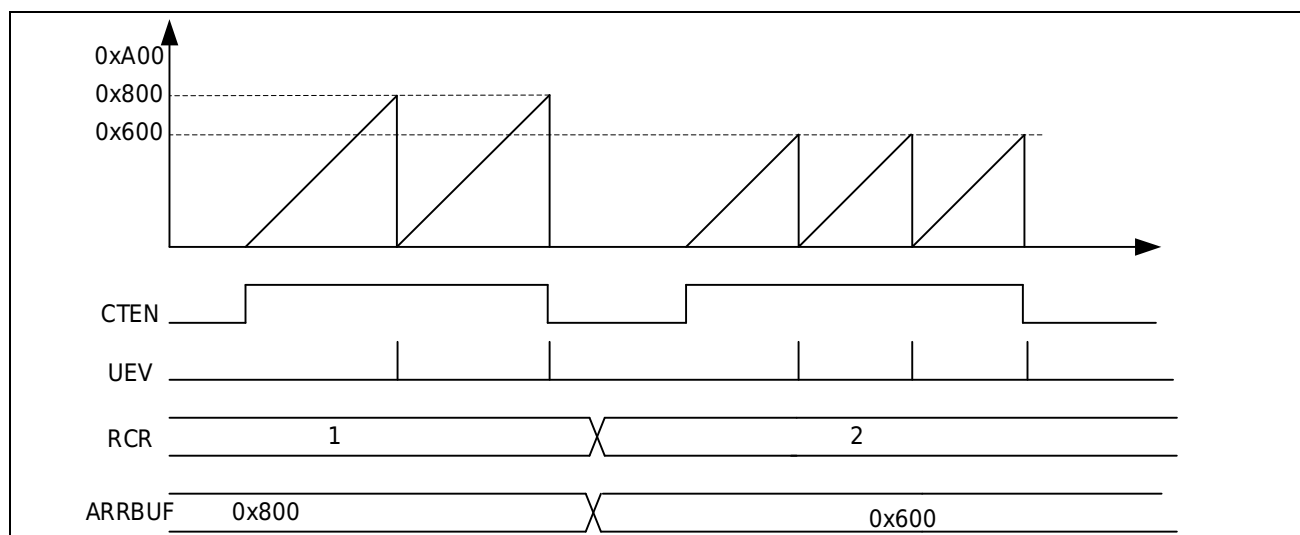 0xA00
0x800
0x600
CTEN
UEV
RCR 1 2
ARRBUF 0x800 0x600